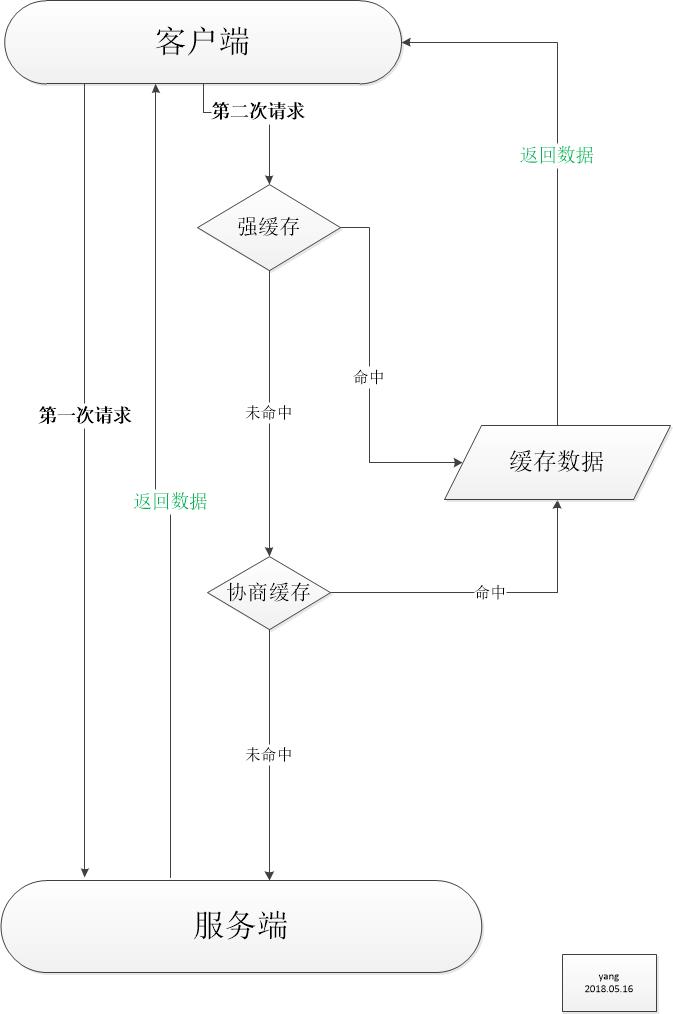 客户端
第二次请求
返回数据
强缓存
命中
未命中
第一次请求
缓存数据
返回数据
协商缓存
命中
未命中
服务端
yang
2018.05.16